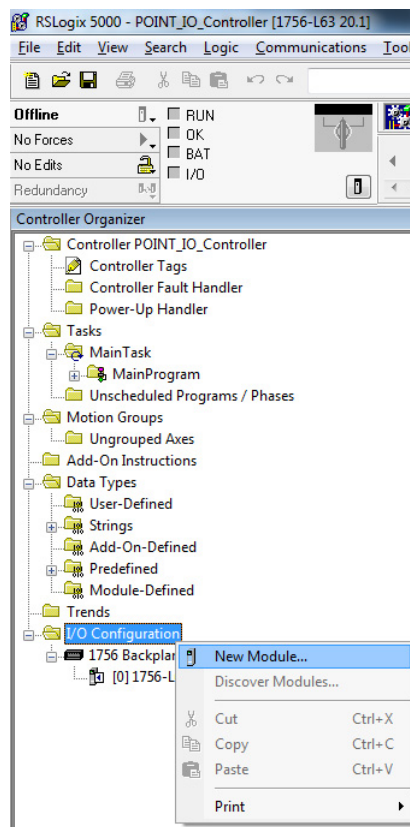 RSLogix 5000 - POINT_IO_Controller [1756-L63 20.1]
File Edit View Search Logic Communications Tool
Offline
RUN
No Forces
OK
No Edits
BAT
Redundancy
I/O
Controller Organizer
Controller POINT_IO_Controller
Controller Tags
Controller Fault Handler
Power-Up Handler
Tasks
MainTask
MainProgram
Unscheduled Programs / Phases
Motion Groups
Ungrouped Axes
Add-On Instructions
Data Types
User-Defined
Strings
Add-On-Defined
Predefined
Module-Defined
Trends
I/O Configuration
1756 Backplan
New Module...
[0] 1756-L
Discover Modules...
Cut Ctrl+X
Copy Ctrl+C
Paste Ctrl+V
Print